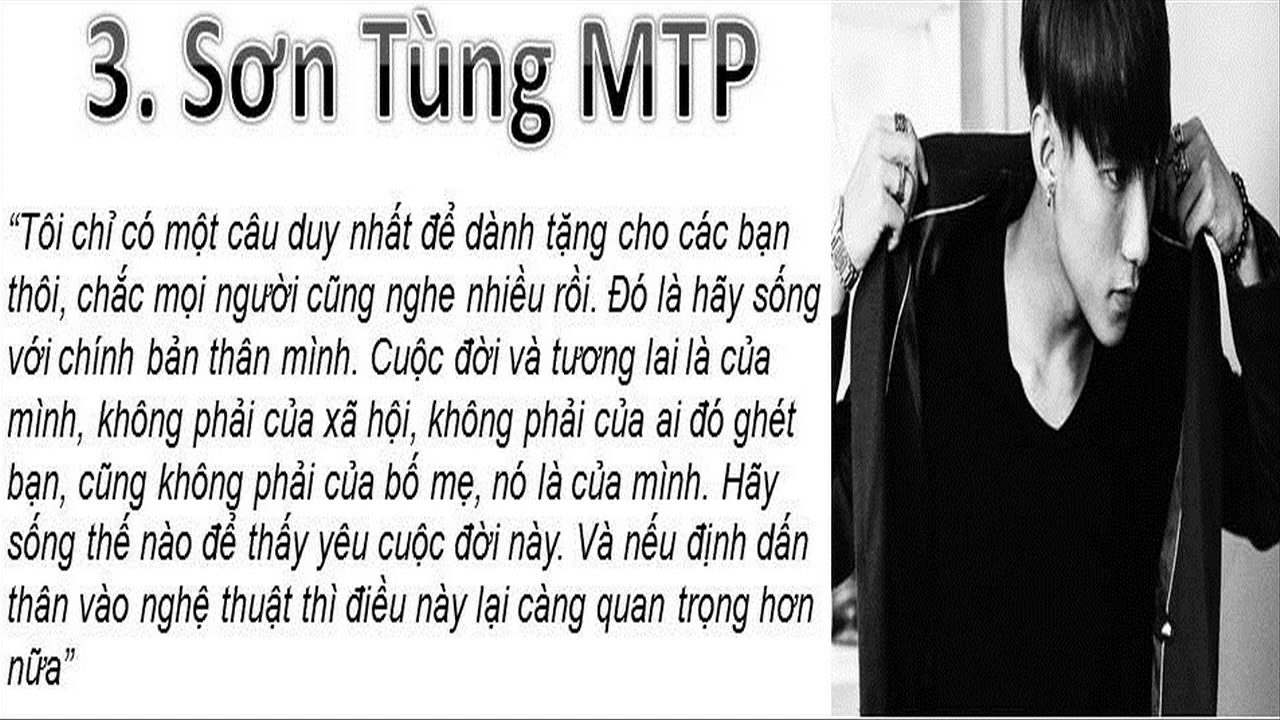 3. Sơn Tùng MTP
“Tôi chỉ có một câu duy nhất để dành tặng cho các bạn
thôi, chắc mọi người cũng nghe nhiều rồi. Đó là hãy sống
với chính bản thân mình. Cuộc đời và tương lai là của
mình, không phải của xã hội, không phải của ai đó ghét
bạn, cũng không phải của bố mẹ, nó là của mình. Hãy
sống thế nào để thấy yêu cuộc đời này. Và nếu định dấn
thân vào nghệ thuật thì điều này lại càng quan trọng hơn
nữa”